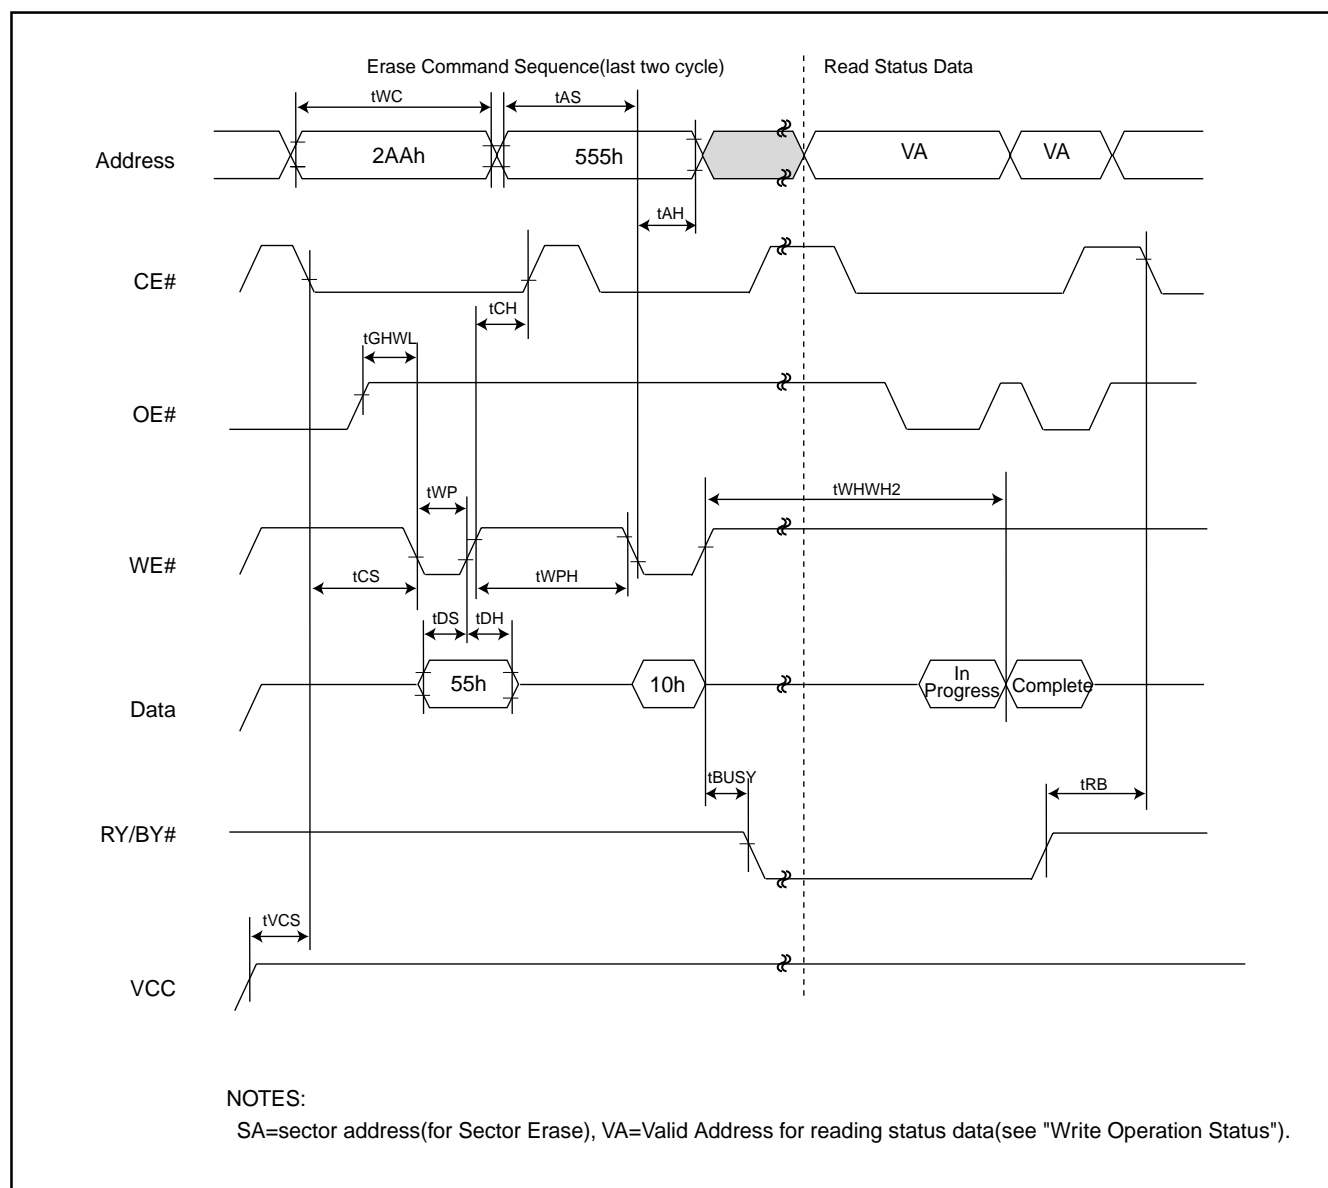 Erase Command Sequence(last two cycle)
Read Status Data
tWC
tAS
Address
2AAh
555h
VA
VA
tAH
CE#
tCH
tGHWL
OE#
tWP
tWHWH2
WE#
tCS
tWPH
tDS
tDH
Data
55h
10h
In
Progress
Complete
tBUSY
tRB
RY/BY#
tVCS
VCC
NOTES:
SA=sector address(for Sector Erase), VA=Valid Address for reading status data(see "Write Operation Status").